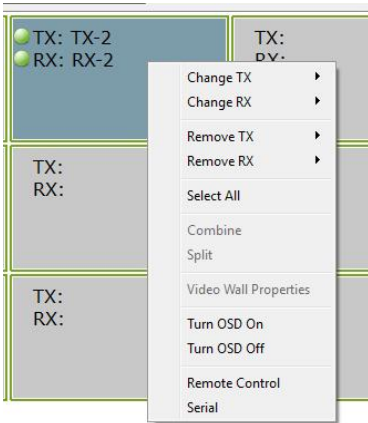 TX: TX-2
RX: RX-2
TX:
RX:
Change TX
Change RX
Remove TX
Remove RX
Select All
Combine
Split
Video Wall Properties
Turn OSD On
Turn OSD Off
Remote Control
Serial
TX:
RX:
TX:
RX: